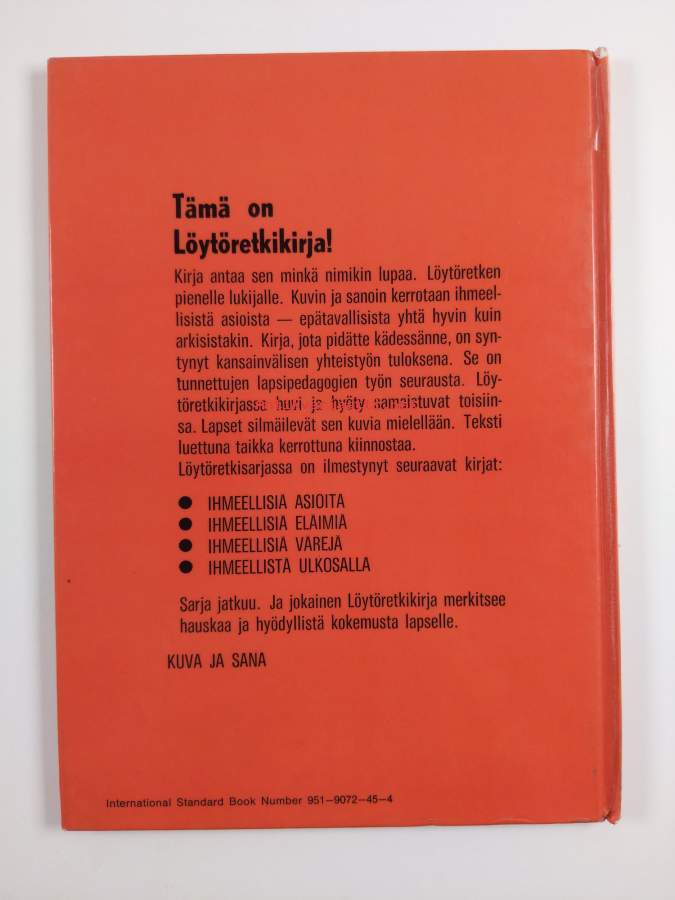 Tämä on
Löytöretkikirja!
Kirja antaa sen minkä nimikin lupaa. Löytöretken
pienelle lukijalle. Kuvin ja sanoin kerrotaan ihmeel-
lisistä asioista — epätavallisista yhtä hyvin kuin
arkisistakin. Kirja, jota pidätte kädessänne, on syn-
tynyt kansainvälisen yhteistyön tuloksena. Se on
tunnettujen lapsipedagogien työn seurausta. Löy-
töretkikirjassa huvi ja hyöty samaistuvat toisiin-
sa. Lapset silmäilevät sen kuvia mielellään. Teksti
luettuna taikka kerrottuna kiinnostaa.
Löytöretkisarjassa on ilmestynyt seuraavat kirjat:
● IHMEELLISIA ASIOITA
● IHMEELLISIA ELAIMIA
● IHMEELLISIA VAREJA
● IHMEELLISTA ULKOSALLA
Sarja jatkuu. Ja jokainen Löytöretkikirja merkitsee
hauskaa ja hyödyllistä kokemusta lapselle.
KUVA JA SANA
International Standard Book Number 951—9072—45—4